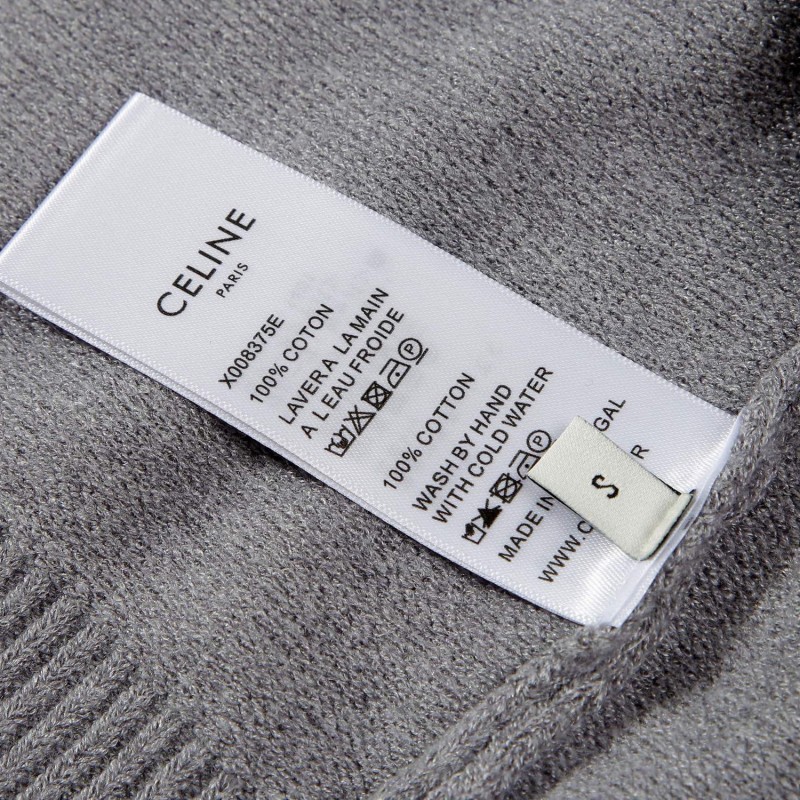 CELINE
PARIS
X008375E
100% COTON
LAVER A LA MAIN
A L EAU FROIDE
P
100% COTTON
WASH BY HAND
WITH COLD WATER
P
MADE IN GAL
WWW.C R
S